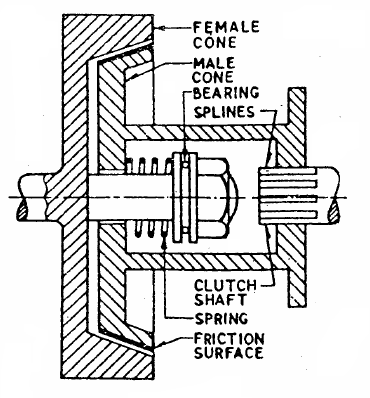 FEMALE
CONE
MALE
CONE
BEARING
SPLINES
CLUTCH
SHAFT
SPRING
FRICTION
SURFACE